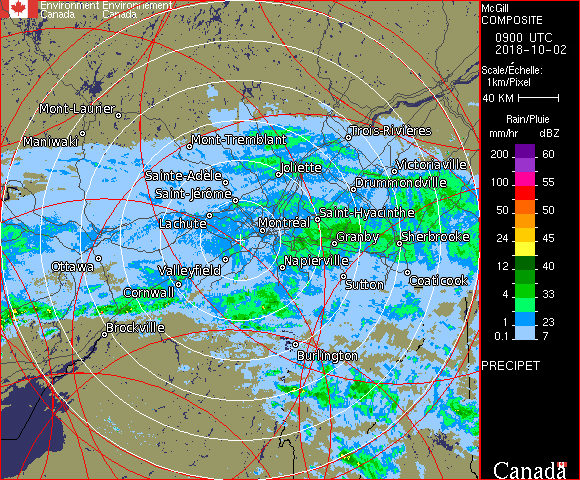 Environment Environnement
Canada Canada
McGill
COMPOSITE
0900 UTC
2018-10-02
Scale/Échelle:
1km/Pixel
40 KM
Rain/Pluie
mm/hr dBZ
200 60
100 55
50 50
24 45
12 40
4 33
1 23
0.1 7
PRECIPET
Canada
Mont-Laurier
Maniwaki
Mont-Tremblant
Trois-Rivières
Sainte-Adèle
Joliette
Victoriaville
Saint-Jérôme
Drummondville
Lachute
Montréal
Saint-Hyacinthe
Granby
Sherbrooke
Ottawa
Valleyfield
Napierville
Sutton
Coaticook
Cornwall
Brockville
Burlington